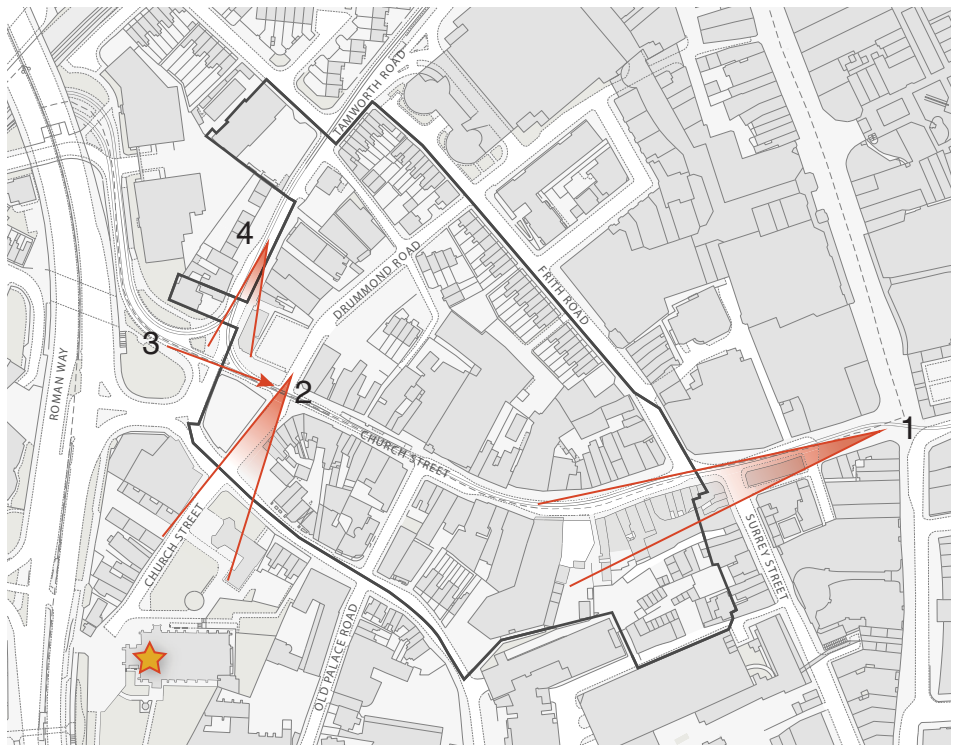 TAMWORTH ROAD
4
DRUMMOND ROAD
FRITH ROAD
3
ROMAN WAY
2
1
CHURCH STREET
CHURCH STREET
SURREY STREET
OLD PALACE ROAD